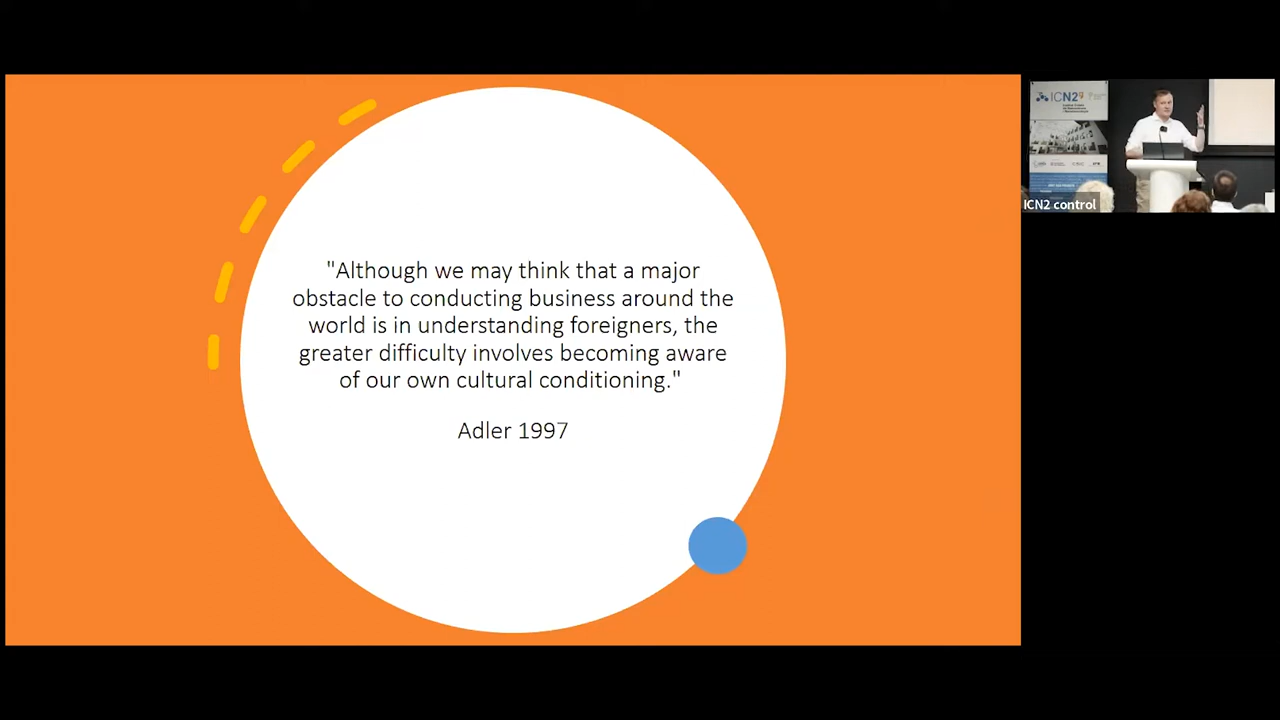 "Although we may think that a major
obstacle to conducting business around the
world is in understanding foreigners, the
greater difficulty involves becoming aware
of our own cultural conditioning."
Adler 1997
ICN2
ICN2 control